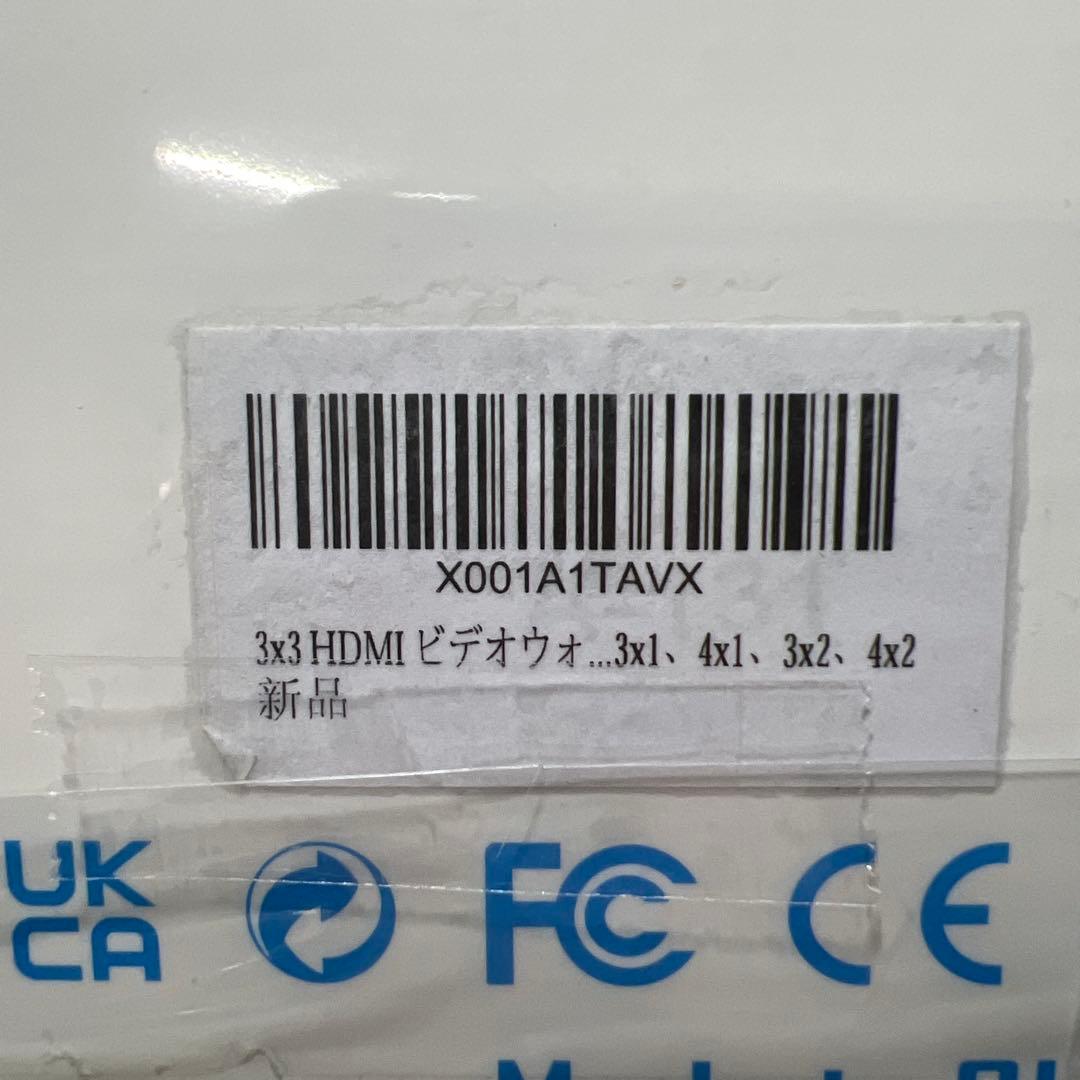 X001A1TAVX
3x3 HDMI ビデオウォ...3x1、4x1、3x2、4x2
新品
UK
CA
FC CE